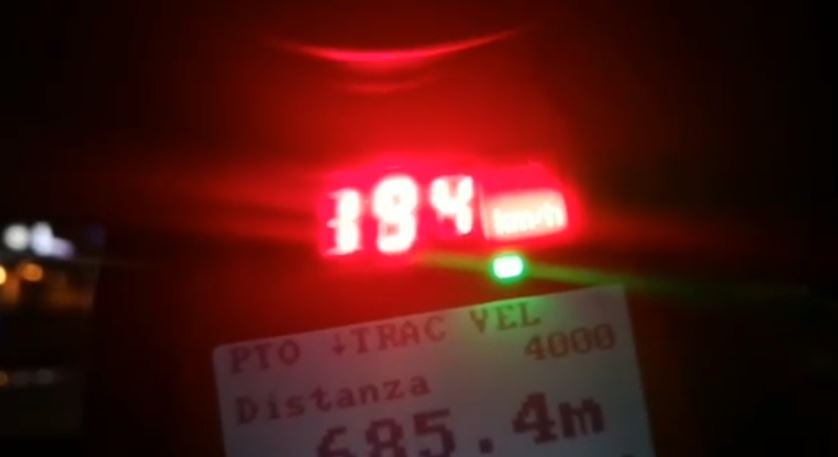 194 km/h
PTO ↓TRAC VEL
4000
Distanza
685.4m